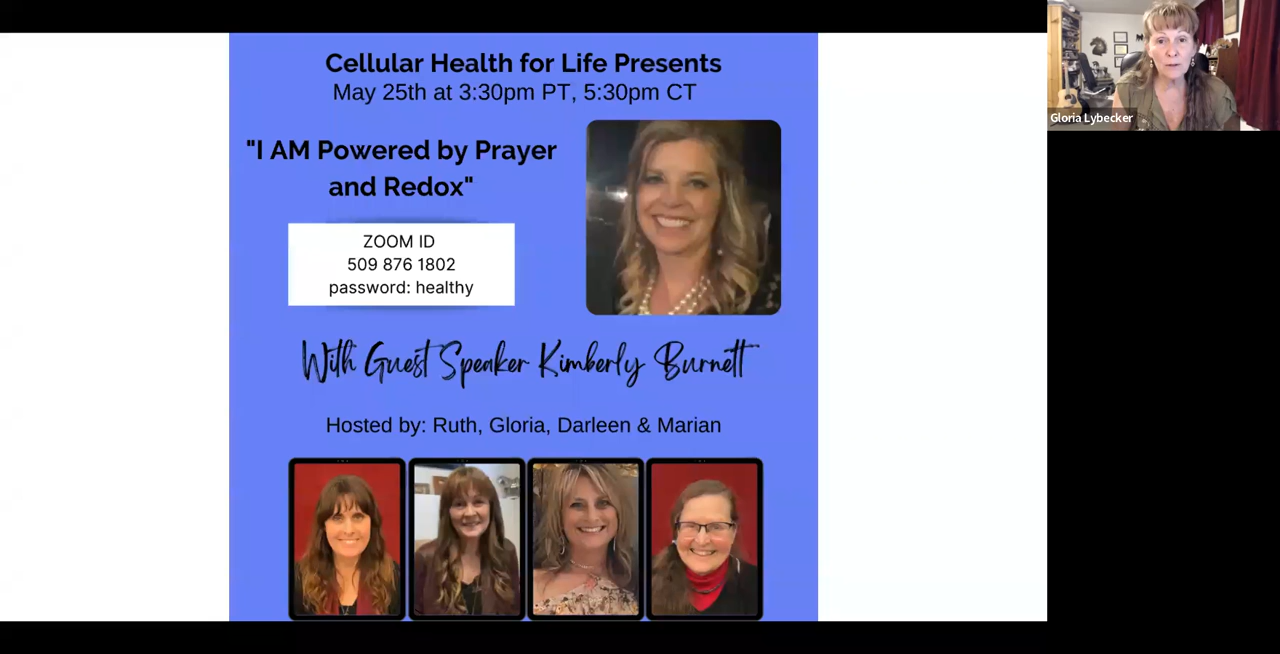 Cellular Health for Life Presents
May 25th at 3:30pm PT, 5:30pm CT
"I AM Powered by Prayer
and Redox"
ZOOM ID
509 876 1802
password: healthy
With Guest Speaker Kimberly Burnett
Hosted by: Ruth, Gloria, Darleen & Marian
Gloria Lybecker